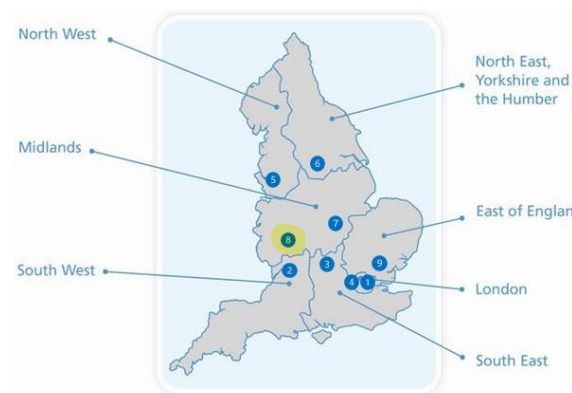 North West
North East,
Yorkshire and
the Humber
Midlands
6
5
East of Englan
7
8
South West
2
3
9
4
1
London
South East